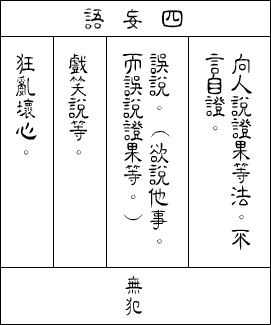 四妄語
向人說證果等法。不
言自證。
誤說。(欲說他事。
而誤說證果等。)
戲笑說等。
狂亂壞心。
無犯